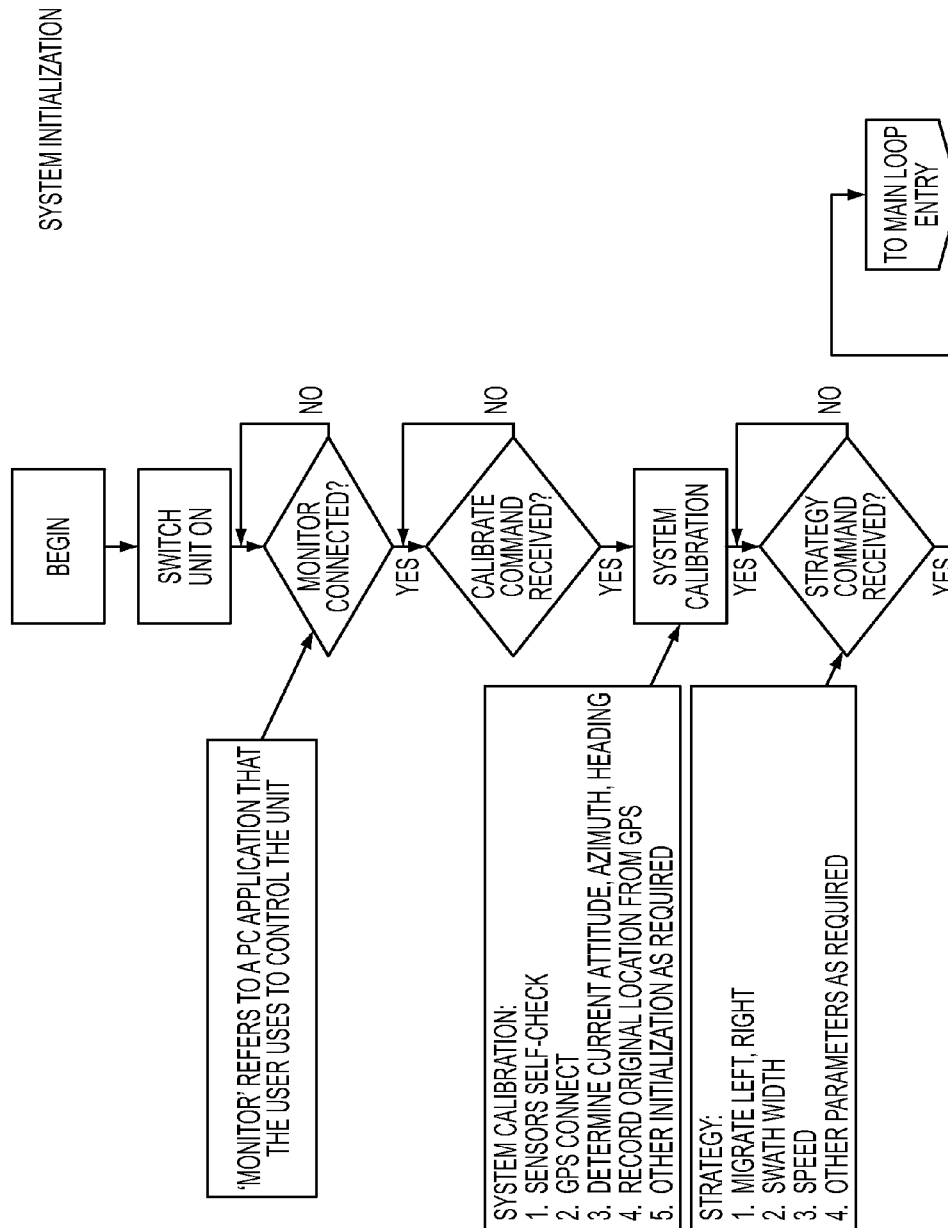 SYSTEM INITIALIZATION
BEGIN
SWITCH
UNIT ON
'MONITOR' REFERS TO A PC APPLICATION THAT
THE USER USES TO CONTROL THE UNIT
MONITOR
CONNECTED?
NO
YES
CALIBRATE
COMMAND
RECEIVED?
NO
YES
SYSTEM CALIBRATION:
1. SENSORS SELF-CHECK
2. GPS CONNECT
3. DETERMINE CURRENT ATTITUDE, AZIMUTH, HEADING
4. RECORD ORIGINAL LOCATION FROM GPS
5. OTHER INITIALIZATION AS REQUIRED
SYSTEM
CALIBRATION
YES
STRATEGY:
1. MIGRATE LEFT, RIGHT
2. SWATH WIDTH
3. SPEED
4. OTHER PARAMETERS AS REQUIRED
STRATEGY
COMMAND
RECEIVED?
NO
YES
TO MAIN LOOP
ENTRY